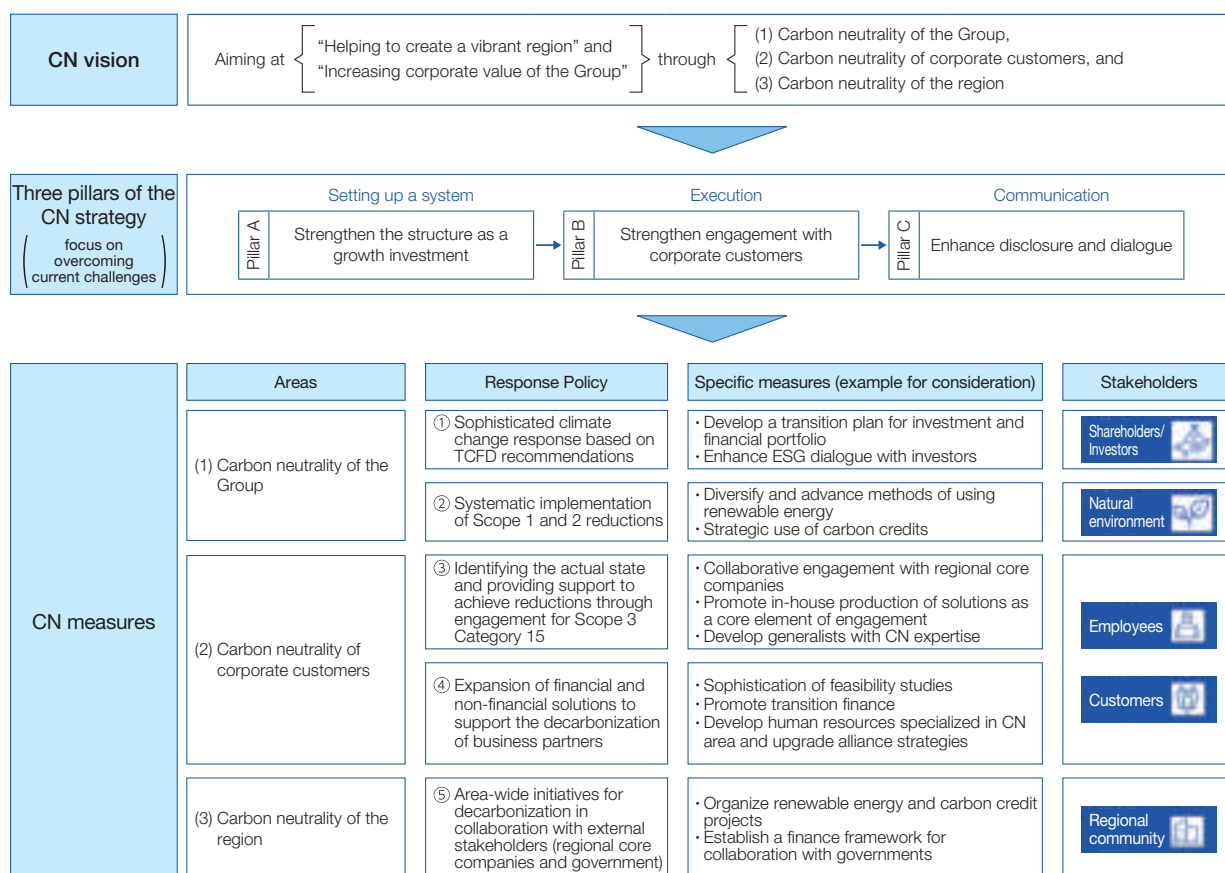 CN vision
Aiming at
“Helping to create a vibrant region” and
“Increasing corporate value of the Group”
through
(1) Carbon neutrality of the Group,
(2) Carbon neutrality of corporate customers, and
(3) Carbon neutrality of the region
Three pillars of the
CN strategy
focus on
overcoming
current challenges
Setting up a system
Pillar A
Strengthen the structure as a
growth investment
Execution
Pillar B
Strengthen engagement with
corporate customers
Communication
Pillar C
Enhance disclosure and dialogue
CN measures
Areas
Response Policy
Specific measures (example for consideration)
Stakeholders
(1) Carbon neutrality of the
Group
① Sophisticated climate
change response based on
TCFD recommendations
・Develop a transition plan for investment and
financial portfolio
・Enhance ESG dialogue with investors
Shareholders/
Investors
② Systematic implementation
of Scope 1 and 2 reductions
・Diversify and advance methods of using
renewable energy
・Strategic use of carbon credits
Natural
environment
(2) Carbon neutrality of
corporate customers
③ Identifying the actual state
and providing support to
achieve reductions through
engagement for Scope 3
Category 15
・Collaborative engagement with regional core
companies
・Promote in-house production of solutions as
a core element of engagement
・Develop generalists with CN expertise
Employees
④ Expansion of financial and
non-financial solutions to
support the decarbonization
of business partners
・Sophistication of feasibility studies
・Promote transition finance
・Develop human resources specialized in CN
area and upgrade alliance strategies
Customers
(3) Carbon neutrality of the
region
⑤ Area-wide initiatives for
decarbonization in
collaboration with external
stakeholders (regional core
companies and government)
・Organize renewable energy and carbon credit
projects
・Establish a finance framework for
collaboration with governments
Regional
community